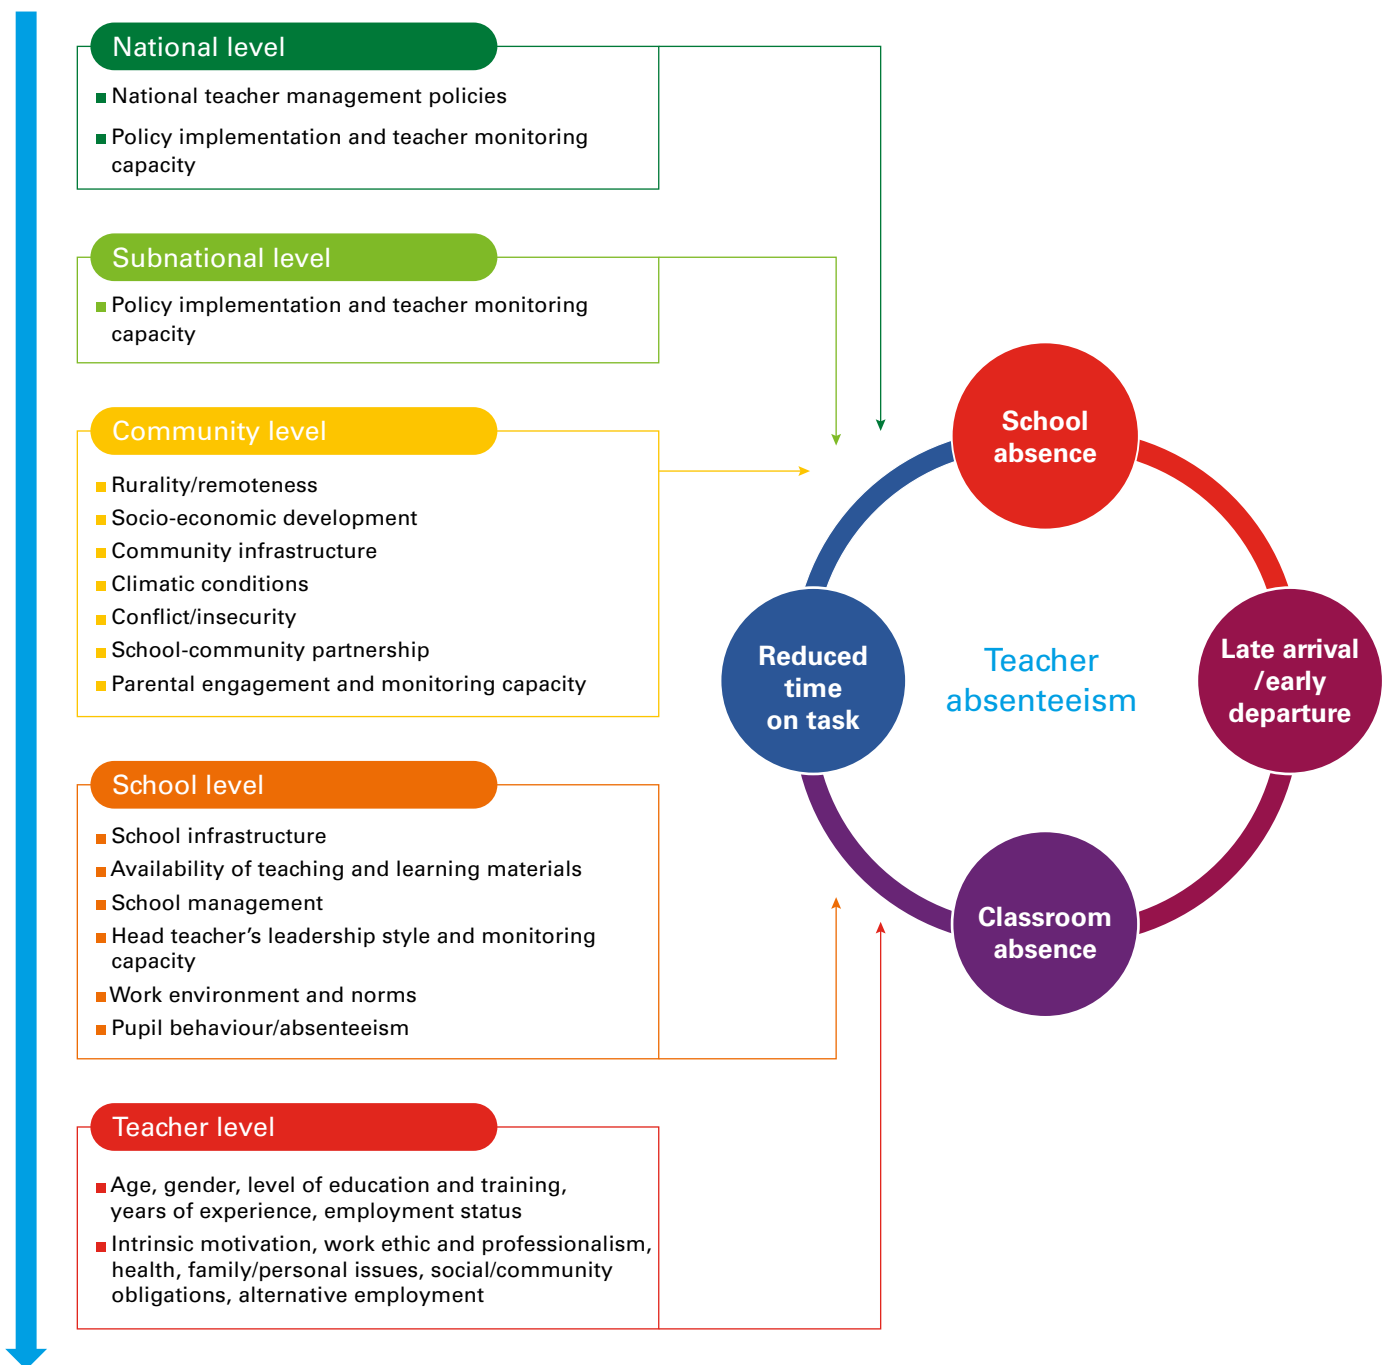 National level
National teacher management policies
Policy implementation and teacher monitoring
capacity
Subnational level
Policy implementation and teacher monitoring
capacity
Community level
Rurality/remoteness
Socio-economic development
Community infrastructure
Climatic conditions
Conflict/insecurity
School-community partnership
Parental engagement and monitoring capacity
School level
School infrastructure
Availability of teaching and learning materials
School management
Head teacher’s leadership style and monitoring
capacity
Work environment and norms
Pupil behaviour/absenteeism
Teacher level
Age, gender, level of education and training,
years of experience, employment status
Intrinsic motivation, work ethic and professionalism,
health, family/personal issues, social/community
obligations, alternative employment
School
absence
Late arrival
/early
departure
Classroom
absence
Reduced
time
on task
Teacher
absenteeism